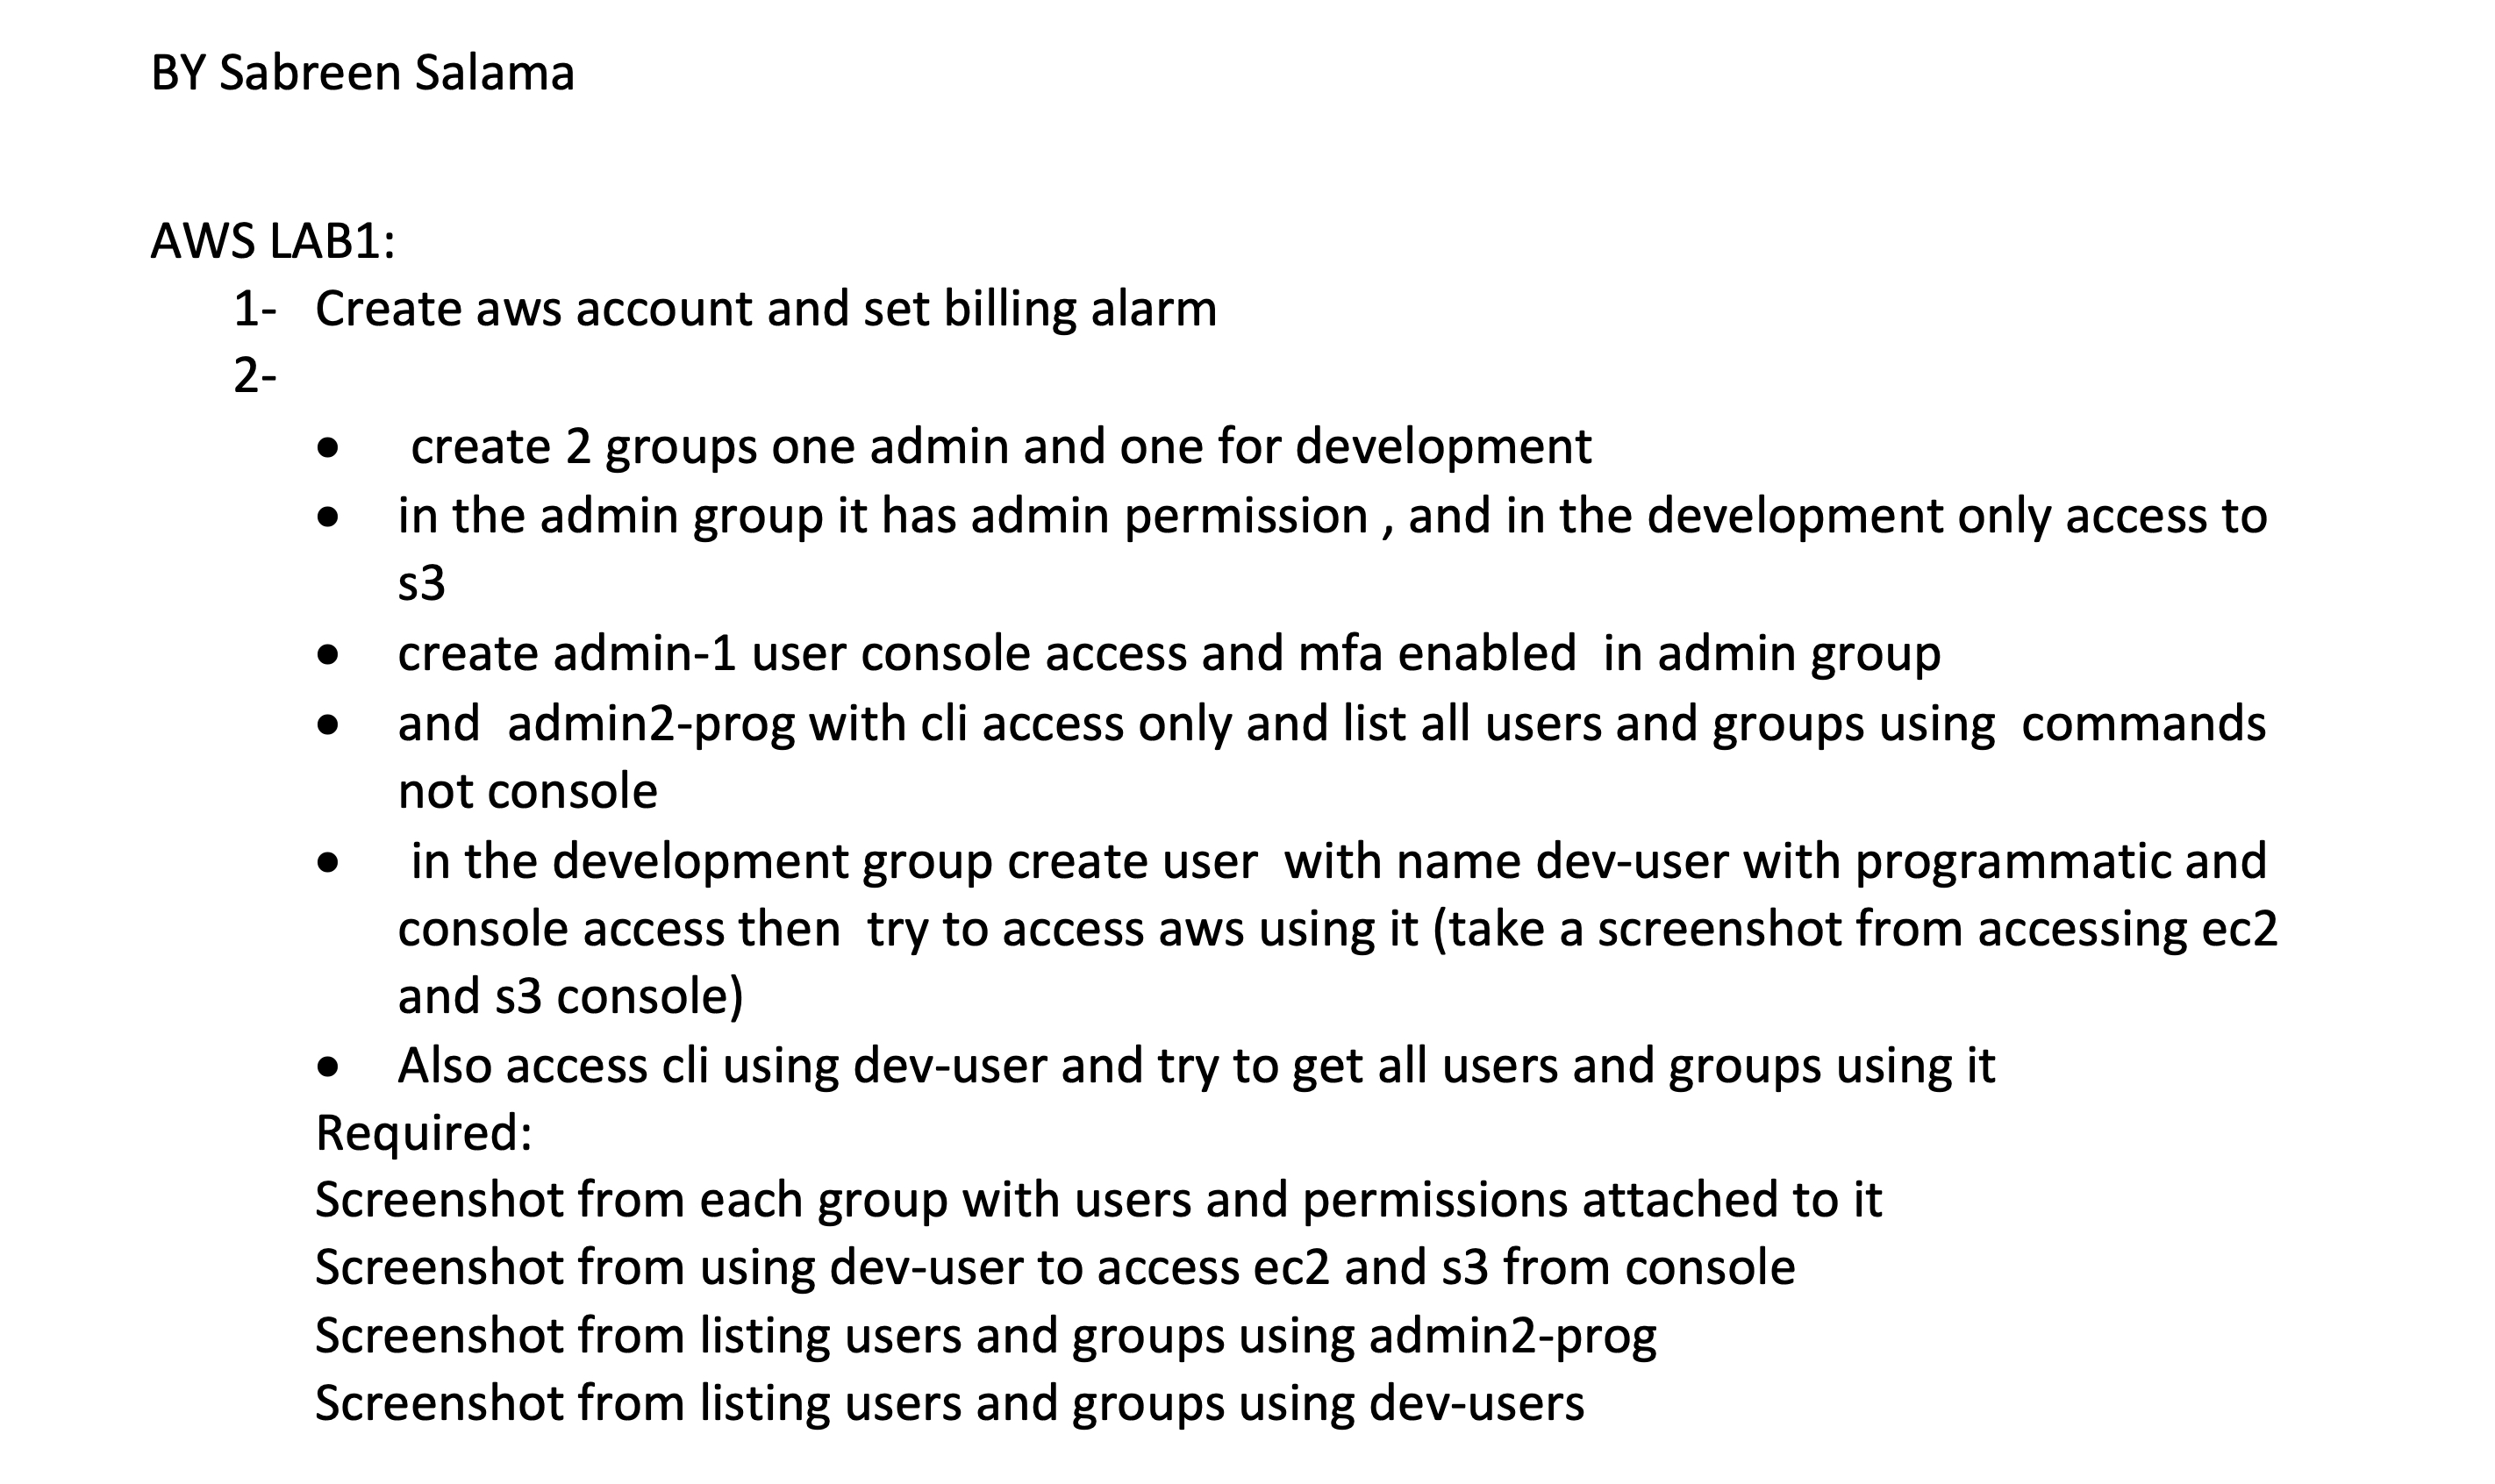 BY Sabreen Salama
AWS LAB1:
1- Create aws account and set billing alarm
2-
● create 2 groups one admin and one for development
● in the admin group it has admin permission , and in the development only access to
s3
● create admin-1 user console access and mfa enabled  in admin group
● and  admin2-prog with cli access only and list all users and groups using  commands
not console
● in the development group create user  with name dev-user with programmatic and
console access then  try to access aws using it (take a screenshot from accessing ec2
and s3 console)
● Also access cli using dev-user and try to get all users and groups using it
Required:
Screenshot from each group with users and permissions attached to it
Screenshot from using dev-user to access ec2 and s3 from console
Screenshot from listing users and groups using admin2-prog
Screenshot from listing users and groups using dev-users